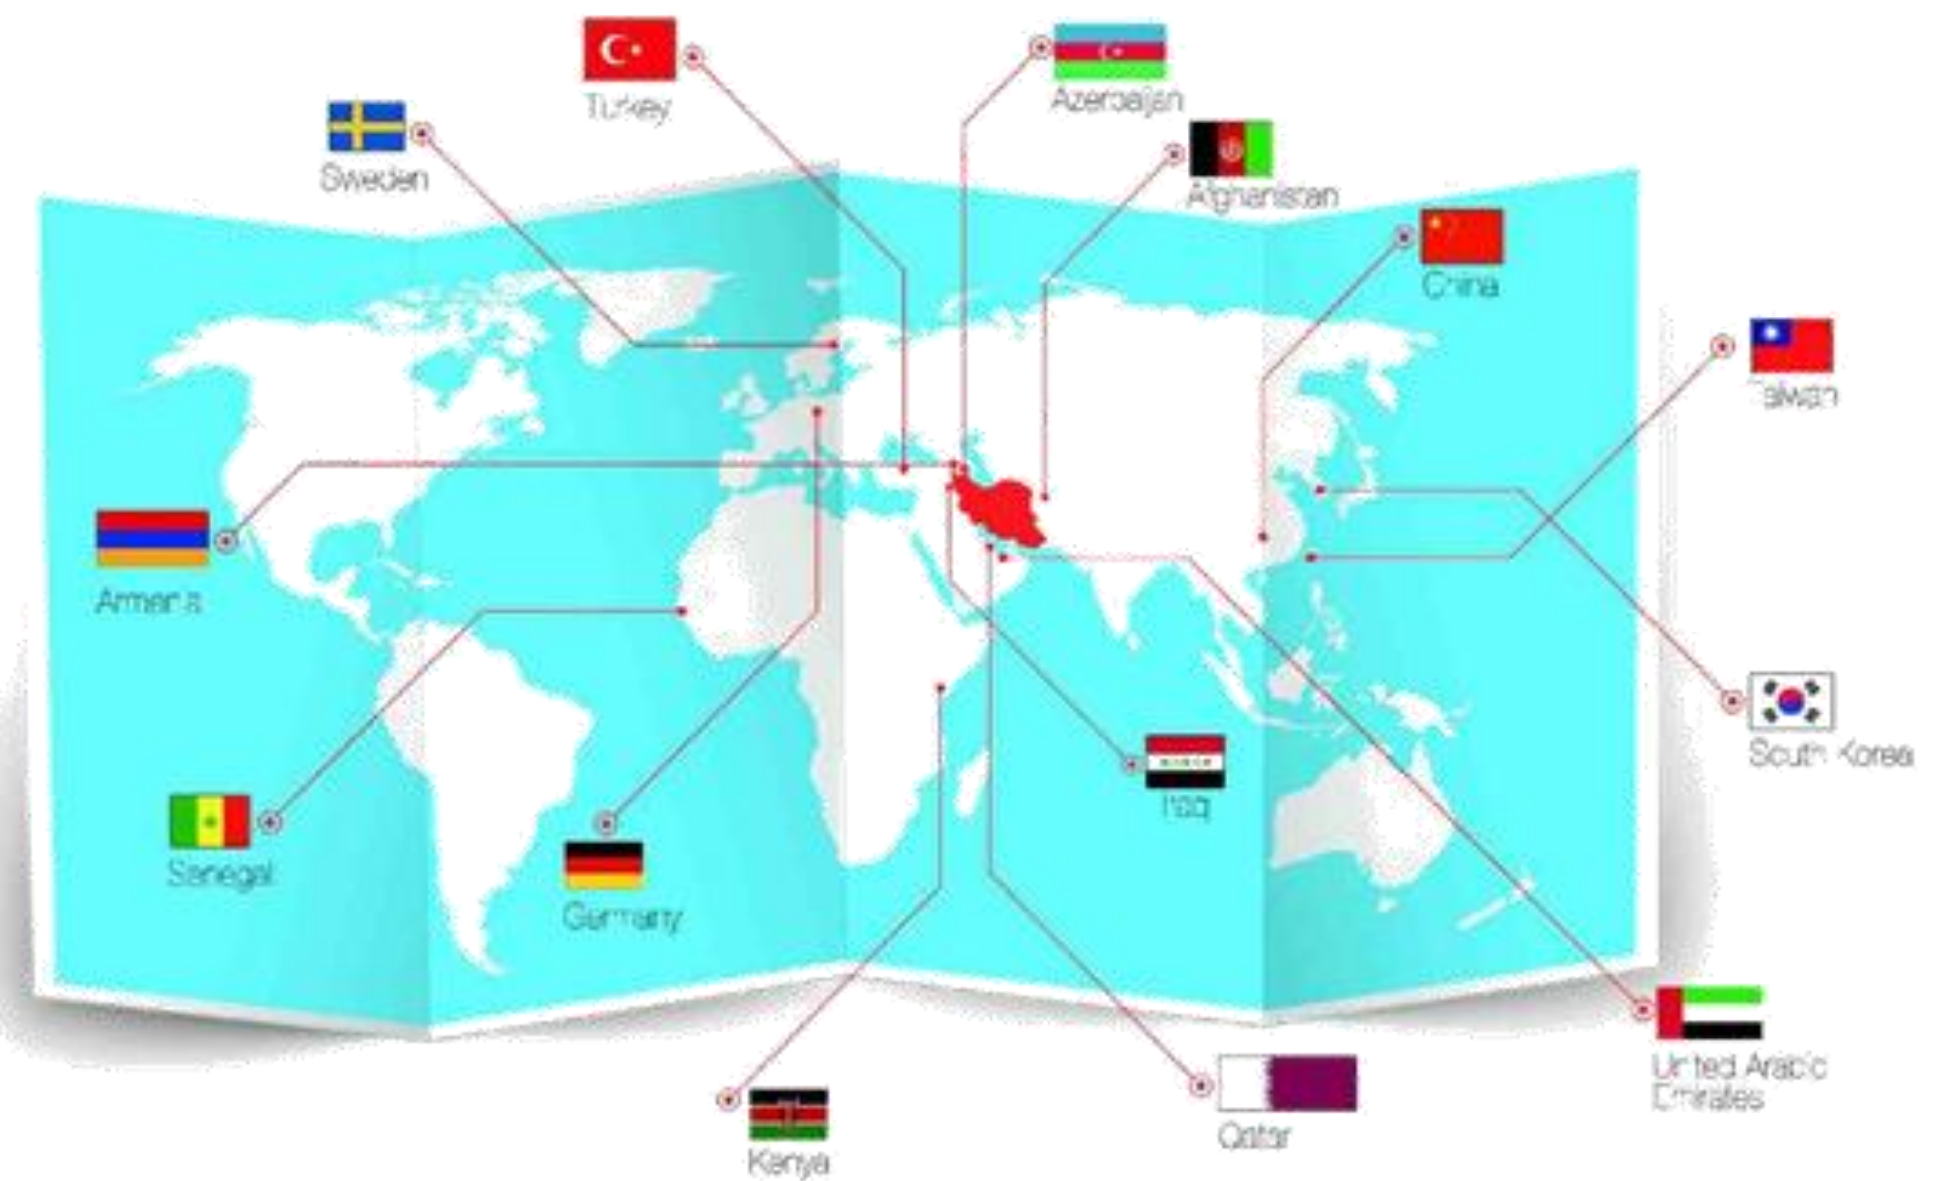 Turkey
Azerbaijan
Sweden
Afghanistan
China
Taiwan
Armenia
South Korea
Iraq
Senegal
Germany
United Arabic
Emirates
Qatar
Kenya